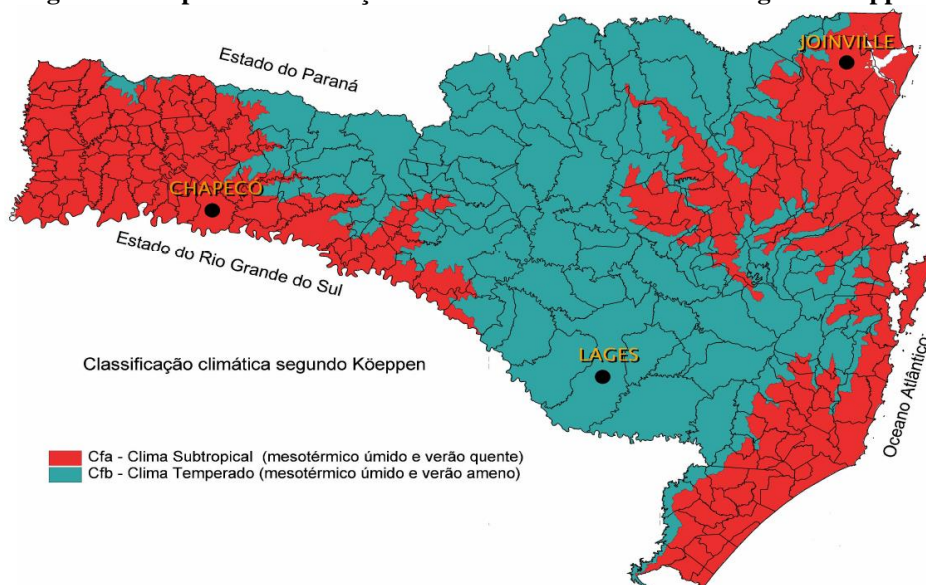 JOINVILLE
Estado do Paraná
CHAPECO
Estado do Rio Grande do Sul
LAGES
Classificação climática segundo Köeppen
Oceano Atlântico
Cfa - Clima Subtropical (mesotérmico úmido e verão quente)
Cfb - Clima Temperado (mesotérmico úmido e verão ameno)